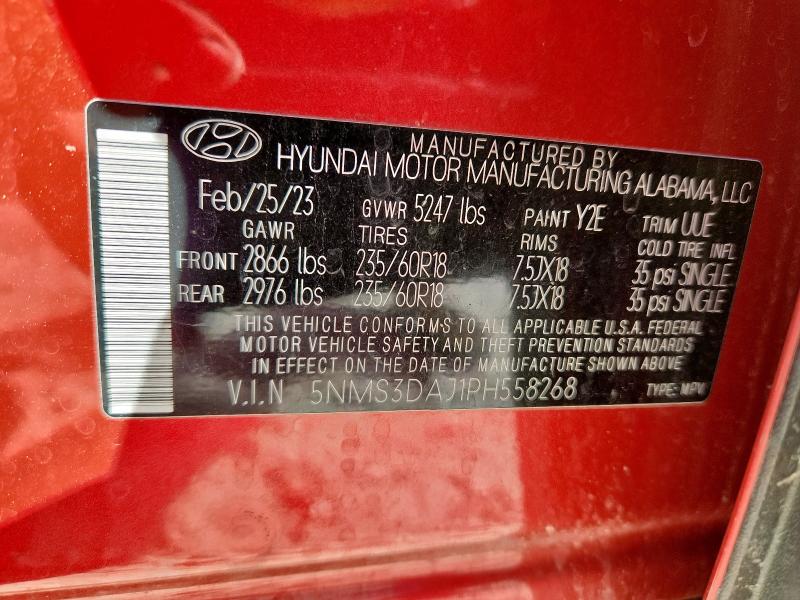 MANUFACTURED BY
HYUNDAI MOTOR MANUFACTURING ALABAMA, LLC
Feb/25/23 GVWR 5247 lbs PAINT Y2E TRIM UUE
GAWR TIRES RIMS COLD TIRE INFL
FRONT 2866 lbs 235/60R18 7.5JX18 35 psi SINGLE
REAR 2976 lbs 235/60R18 7.5JX18 35 psi SINGLE
THIS VEHICLE CONFORMS TO ALL APPLICABLE U.S.A. FEDERAL
MOTOR VEHICLE SAFETY AND THEFT PREVENTION STANDARDS
IN EFFECT ON THE DATE OF MANUFACTURE SHOWN ABOVE
V.I.N 5NMS3DAJ1PH558268 TYPE: MPV